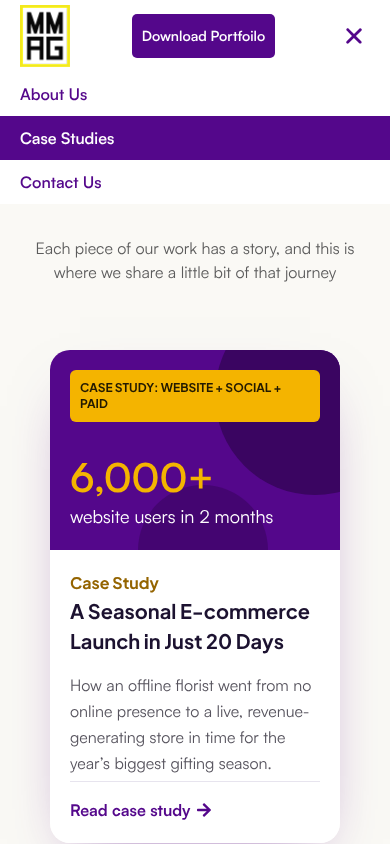 MM
AG
Download Portfoilo
About Us
Case Studies
Contact Us
Each piece of our work has a story, and this is
where we share a little bit of that journey
CASE STUDY: WEBSITE + SOCIAL +
PAID
6,000+
website users in 2 months
Case Study
A Seasonal E-commerce
Launch in Just 20 Days
How an offline florist went from no
online presence to a live, revenue-
generating store in time for the
year’s biggest gifting season.
Read case study